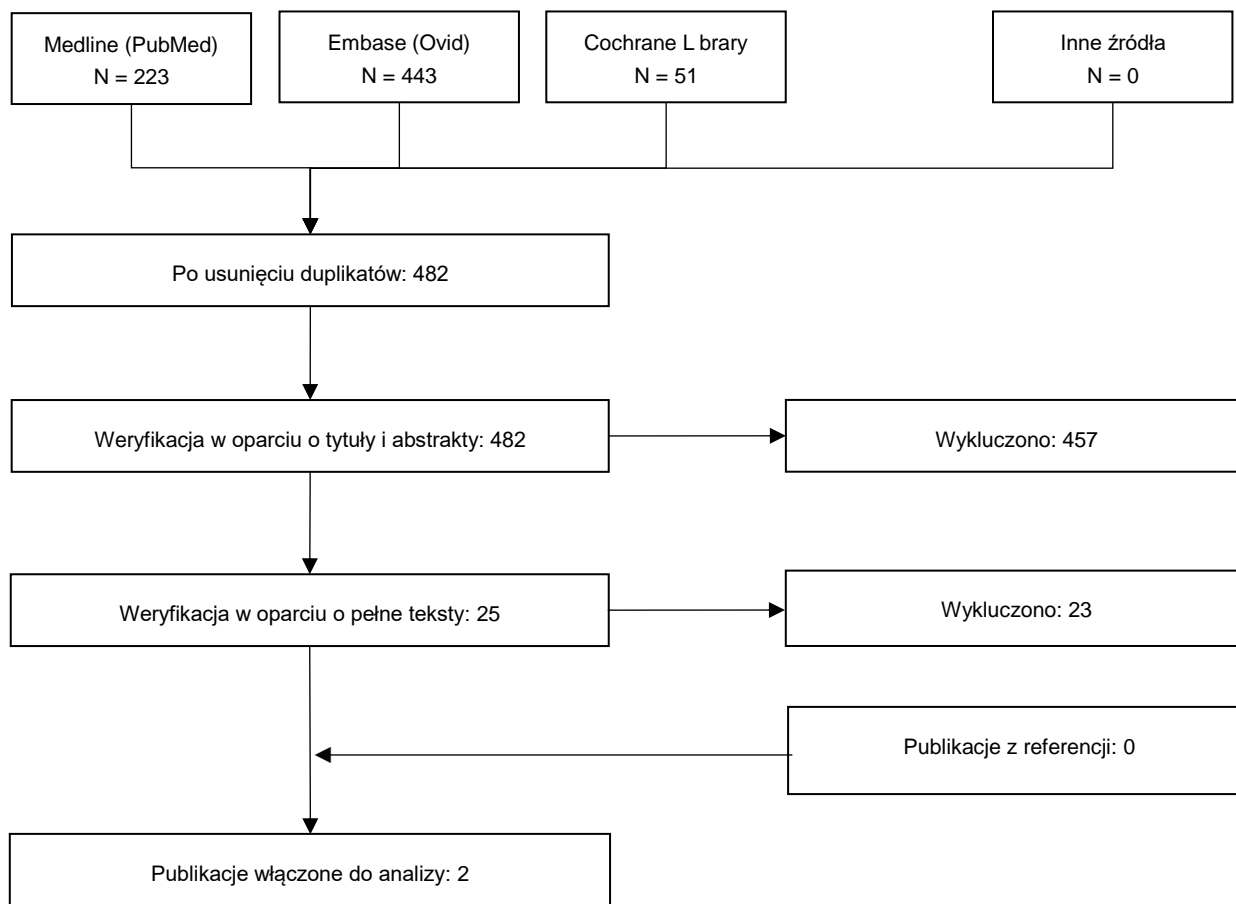 Medline (PubMed)
N = 223
Embase (Ovid)
N = 443
Cochrane L brary
N = 51
Inne źródła
N = 0
Po usunięciu duplikatów: 482
Weryfikacja w oparciu o tytuły i abstrakty: 482
Wykluczono: 457
Weryfikacja w oparciu o pełne teksty: 25
Wykluczono: 23
Publikacje z referencji: 0
Publikacje włączone do analizy: 2